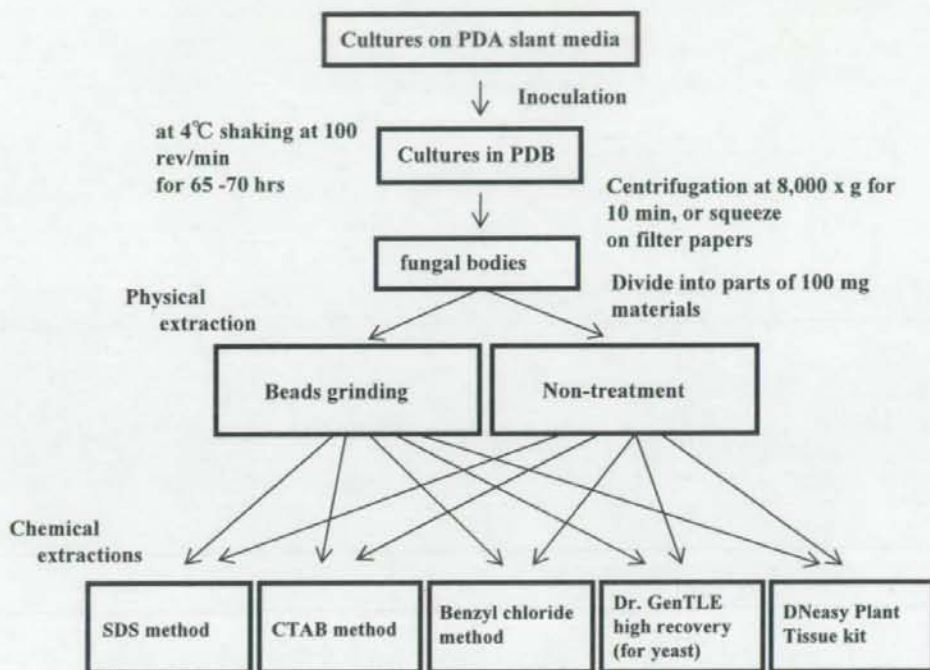 Cultures on PDA slant media
Inoculation
at 4℃ shaking at 100
rev/min
for 65 -70 hrs
Cultures in PDB
Centrifugation at 8,000 x g for
10 min, or squeeze
on filter papers
fungal bodies
Divide into parts of 100 mg
materials
Physical
extraction
Beads grinding
Non-treatment
Chemical
extractions
SDS method
CTAB method
Benzyl chloride
method
Dr. GenTLE
high recovery
(for yeast)
DNeasy Plant
Tissue kit